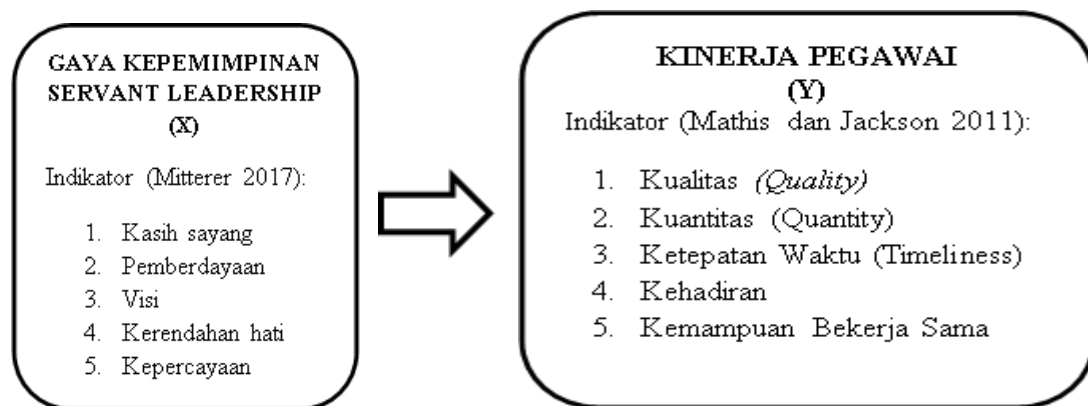 GAYA KEPEMIMPINAN
SERVANT LEADERSHIP
(X)
Indikator (Mitterer 2017):
1. Kasih sayang
2. Pemberdayaan
3. Visi
4. Kerendahan hati
5. Kepercayaan
KINERJA PEGAWAI
(Y)
Indikator (Mathis dan Jackson 2011):
1. Kualitas (Quality)
2. Kuantitas (Quantity)
3. Ketepatan Waktu (Timeliness)
4. Kehadiran
5. Kemampuan Bekerja Sama